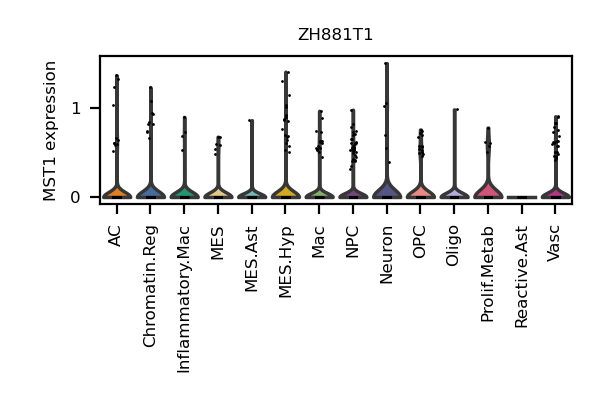 ZH881T1
MST1 expression
1
0
AC
Chromatin.Reg
Inflammatory.Mac
MES
MES.Ast
MES.Hyp
Mac
NPC
Neuron
OPC
Oligo
Prolif.Metab
Reactive.Ast
Vasc